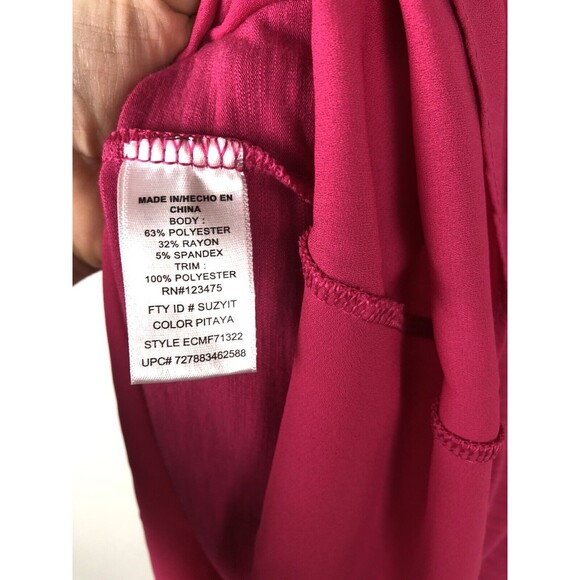 MADE IN/HECHO EN
CHINA
BODY :
63% POLYESTER
32% RAYON
5% SPANDEX
TRIM :
100% POLYESTER
RN#123475
FTY ID # SUZYIT
COLOR PITAYA
STYLE ECMF71322
UPC# 727883462588